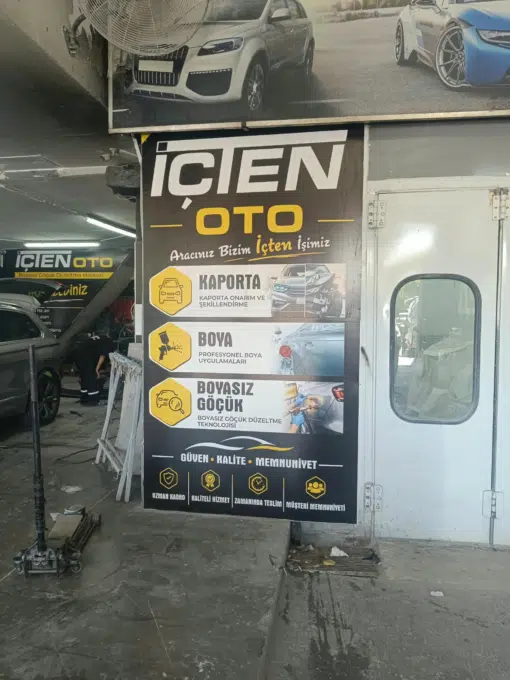 İÇTEN
OTO
Aracınız Bizim İçten İşimiz
KAPORTA
KAPORTA ONARIM VE
ŞEKİLLENDİRME
BOYA
PROFESYONEL BOYA
UYGULAMALARI
BOYASIZ
GÖÇÜK
BOYASIZ GÖÇÜK DÜZELTME
TEKNOLOJİSİ
GÜVEN • KALİTE • MEMNUNİYET
UZMAN KADRO
KALİTELİ HİZMET
ZAMANINDA TESLİM
MÜŞTERİ MEMNUNİYETİ
İÇTEN OTO